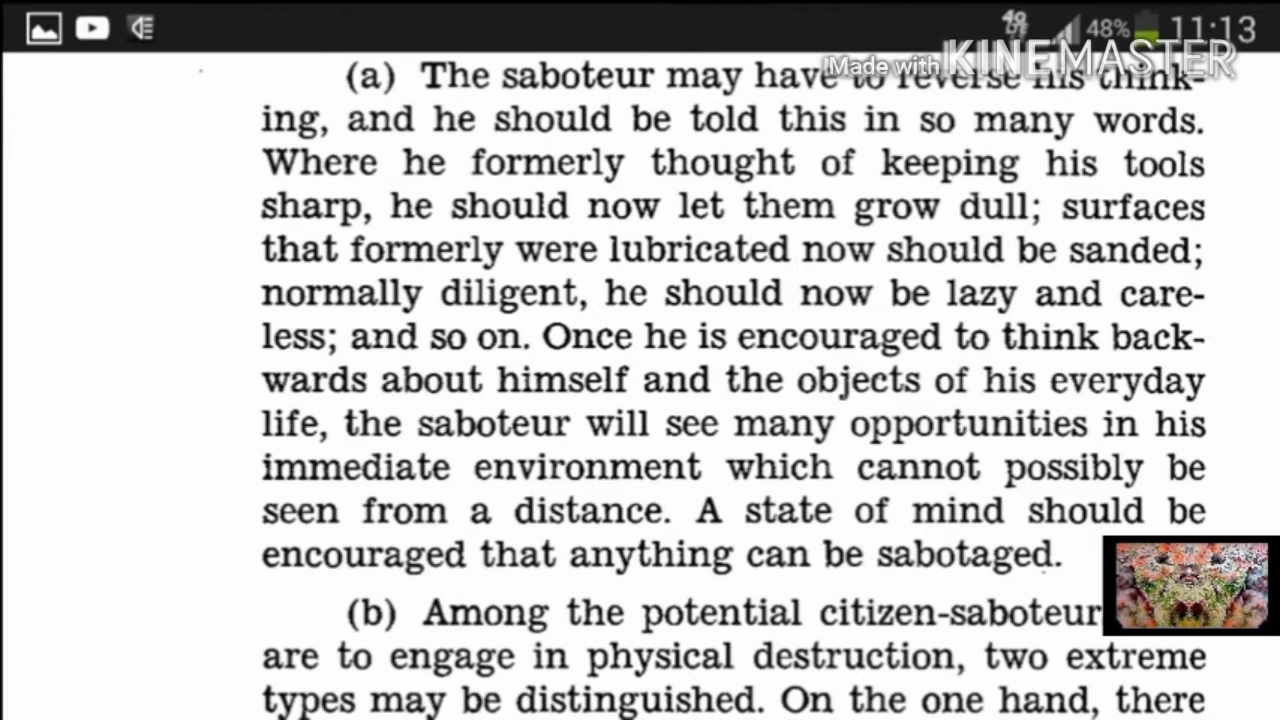 48% 11:13
Made with KINEMASTER
(a) The saboteur may have to reverse his think-
ing, and he should be told this in so many words.
Where he formerly thought of keeping his tools
sharp, he should now let them grow dull; surfaces
that formerly were lubricated now should be sanded;
normally diligent, he should now be lazy and care-
less; and so on. Once he is encouraged to think back-
wards about himself and the objects of his everyday
life, the saboteur will see many opportunities in his
immediate environment which cannot possibly be
seen from a distance. A state of mind should be
encouraged that anything can be sabotaged.
(b) Among the potential citizen-saboteur
are to engage in physical destruction, two extreme
types may be distinguished. On the one hand, there